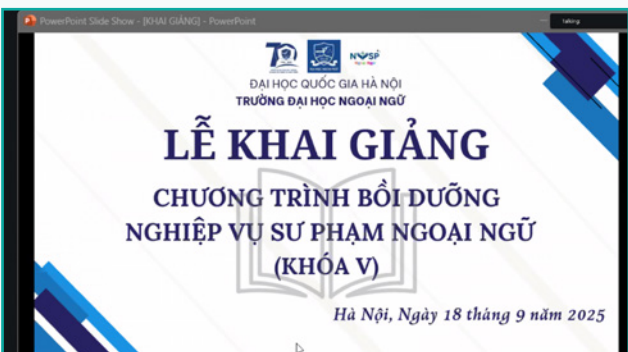 PowerPoint Slide Show - [KHAI GIẢNG] - PowerPoint
talking
ĐẠI HỌC QUỐC GIA HÀ NỘI
TRƯỜNG ĐẠI HỌC NGOẠI NGỮ
LỄ KHAI GIẢNG
CHƯƠNG TRÌNH BỒI DƯỠNG
NGHIỆP VỤ SƯ PHẠM NGOẠI NGỮ
(KHÓA V)
Hà Nội, Ngày 18 tháng 9 năm 2025